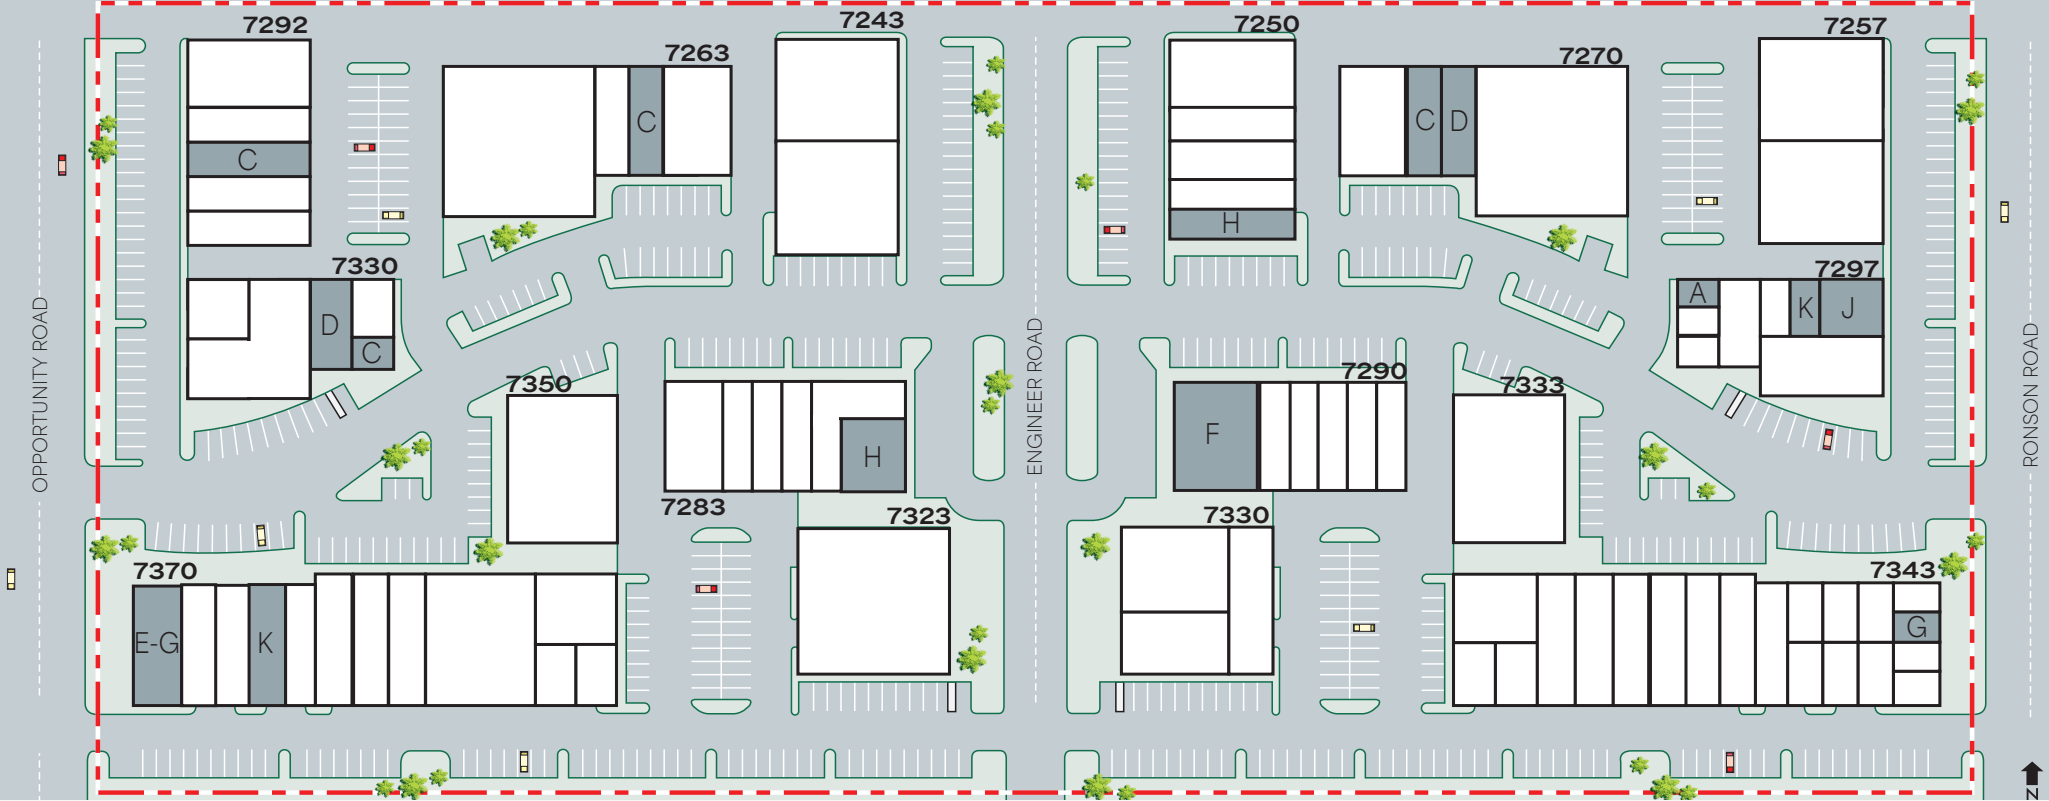 7292
7263
7243
7250
7270
7257
C
C
H
C
D
7330
D
C
7297
A
K
J
OPPORTUNITY ROAD
ENGINEER ROAD
RONSON ROAD
7350
7283
H
7290
F
7333
7323
7330
7370
E-G
K
7343
G
N